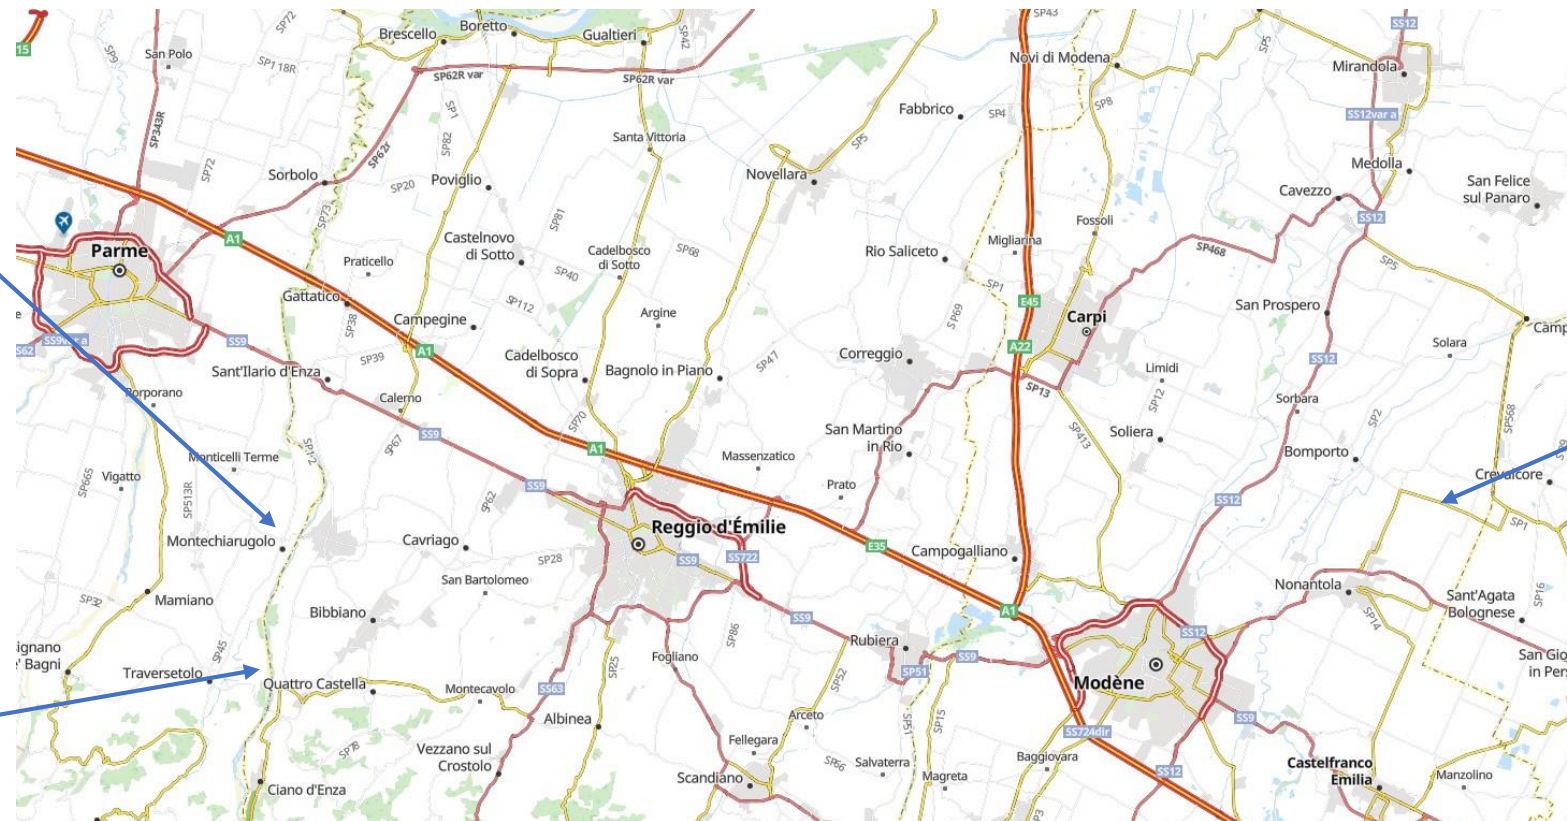 SP72
SP43
SS12
Brescello
Boretto
Gualtieri
SP42
15
SP9
San Polo
SP118R
SP5
Novi di Modena
Mirandola
SP62R var
SP62R var
SP343R
SP1
Fabbrico
SP4
SP8
SS12var a
SP82
Santa Vittoria
SP5
SP62r
SP72
Sorbolo
SP20
Poviglio
Novellara
Medolla
Cavezzo
San Felice
sul Panaro
SP73
SP81
Fossoli
SS12
A1
Parme
Castelnovo
di Sotto
Cadelbosco
di Sotto
SP68
Rio Saliceto
Migliarina
SP468
SP5
Praticello
SP40
SP1
Gattatico
SP112
E45
San Prospero
SP38
Campegine
Argine
SP69
Carpi
Camp
SS9var a
SS62
SS9
SP39
A1
A22
SS12
Solara
Cadelbosco
di Sopra
Bagnolo in Piano
SP47
Correggio
Limidi
Sant'Ilario d'Enza
SP13
SP12
Porporano
Calerno
Sorbara
SP2
SP568
SP70
San Martino
in Rio
SP413
Soliera
SP67
SS9
A1
SP1-2
Monticelli Terme
Massenzatico
Bomporto
SP665
Vigatto
Crevalcore
SP513R
SS9
Prato
SP62
SS12
Reggio d'Émilie
SP1
Montechiarugolo
Cavriago
E35
Campogalliano
SP28
SS9
SS722
San Bartolomeo
Nonantola
SP32
Mamiano
Sant'Agata
Bolognese
SP16
Bibbiano
SS9
A1
SP14
SP86
SS12
ignano
e' Bagni
SP45
Rubiera
SS9
San Gio
in Pers
Traversetolo
Fogliano
SP25
SP52
SP51
Quattro Castella
Montecavolo
SS63
Modène
Albinea
Arceto
SP51
SP15
SS9
SS724dir
SP78
Vezzano sul
Crostolo
Fellegara
Baggiovara
SP66
Salvaterra
SS12
Castelfranco
Emilia
Manzolino
Scandiano
Magreta
Ciano d'Enza
SP3